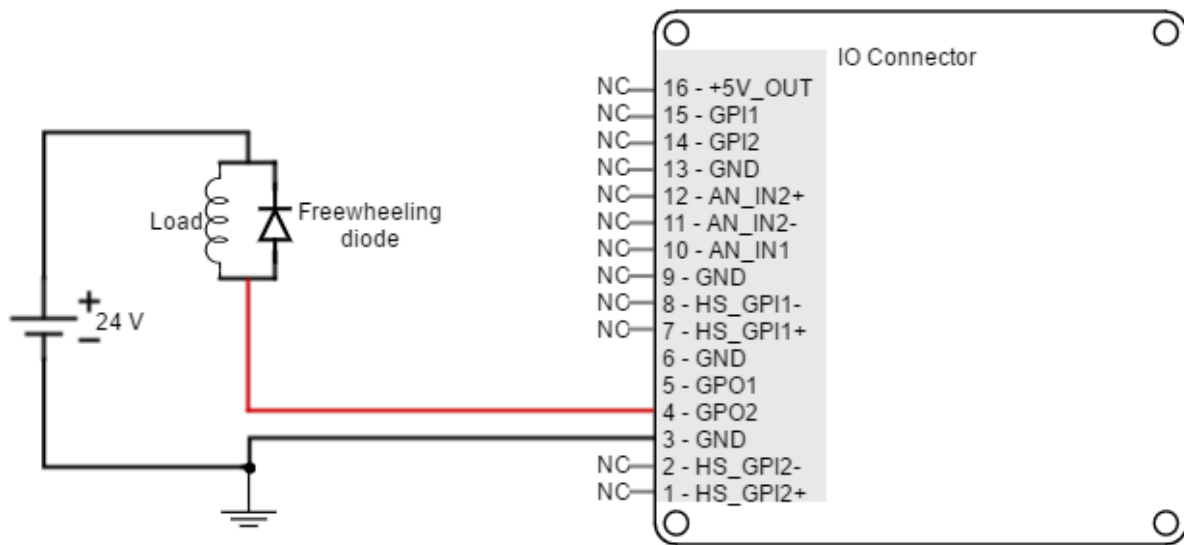 IO Connector
NC 16 - +5V_OUT
NC 15 - GPI1
NC 14 - GPI2
NC 13 - GND
NC 12 - AN_IN2+
NC 11 - AN_IN2-
NC 10 - AN_IN1
NC 9 - GND
NC 8 - HS_GPI1-
NC 7 - HS_GPI1+
6 - GND
5 - GPO1
4 - GPO2
3 - GND
NC 2 - HS_GPI2-
NC 1 - HS_GPI2+
Load
Freewheeling
diode
+
24 V
–